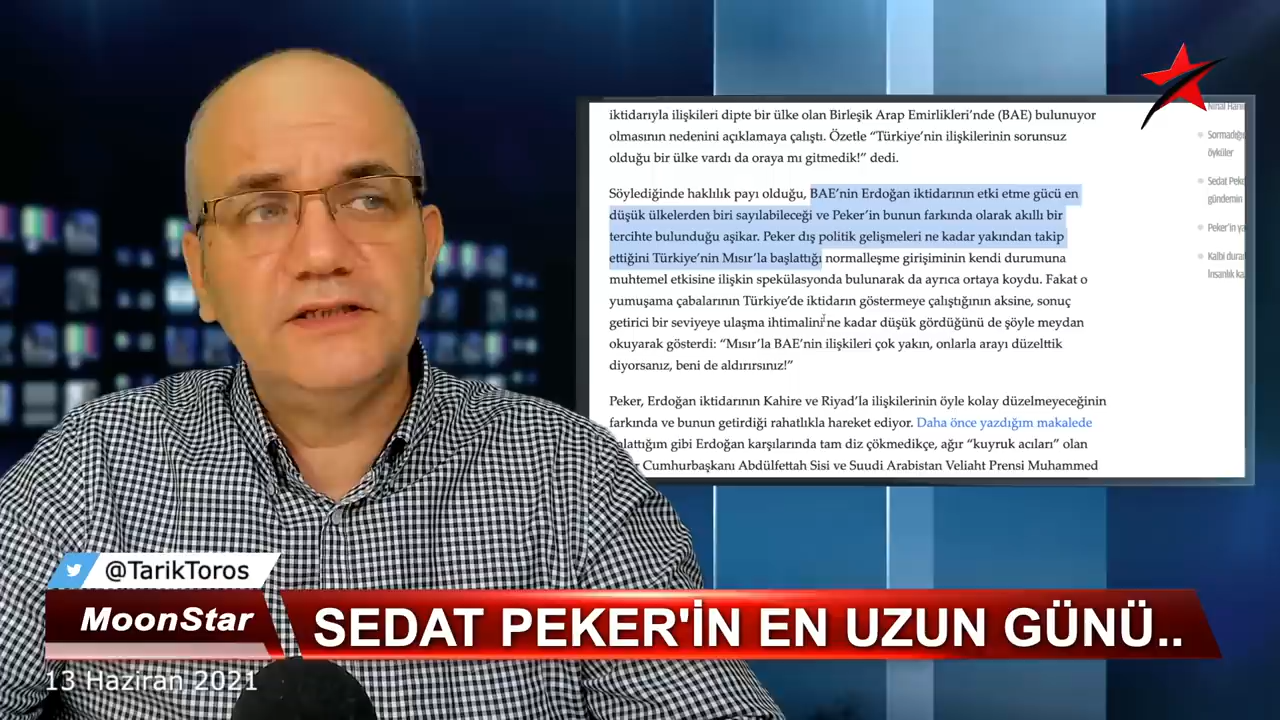 iktidarıyla ilişkileri dipte bir ülke olan Birleşik Arap Emirlikleri'nde (BAE) bulunuyor
olmasının nedenini açıklamaya çalıştı. Özetle “Türkiye'nin ilişkilerinin sorunsuz
olduğu bir ülke vardı da oraya mı gitmedik!” dedi.
Söylediğinde haklılık payı olduğu, BAE'nin Erdoğan iktidarının etki etme gücü en
düşük ülkelerden biri sayılabileceği ve Peker'in bunun farkında olarak akıllı bir
tercihte bulunduğu aşikar. Peker dış politik gelişmeleri ne kadar yakından takip
ettiğini Türkiye'nin Mısır'la başlattığı normalleşme girişiminin kendi durumuna
muhtemel etkisine ilişkin spekülasyonda bulunarak da ayrıca ortaya koydu. Fakat o
yumuşama çabalarının Türkiye'de iktidarın göstermeye çalıştığının aksine, sonuç
getirici bir seviyeye ulaşma ihtimalini ne kadar düşük gördüğünü de şöyle meydan
okuyarak gösterdi: “Mısır'la BAE'nin ilişkileri çok yakın, onlarla arayı düzelttik
diyorsanız, beni de aldırırsınız!”
Peker, Erdoğan iktidarının Kahire ve Riyad'la ilişkilerinin öyle kolay düzelmeyeceğinin
farkında ve bunun getirdiği rahatlıkla hareket ediyor. Daha önce yazdığım makalede
gibi Erdoğan karşılarında tam diz çökmedikçe, ağır “kuyruk acıları” olan
Cumhurbaşkanı Abdülfettah Sisi ve Suudi Arabistan Veliaht Prensi Muhammed
öyküler
Sedat
gündemin
@TarikToros
MoonStar
SEDAT PEKER'İN EN UZUN GÜNÜ..
13 Haziran 2021